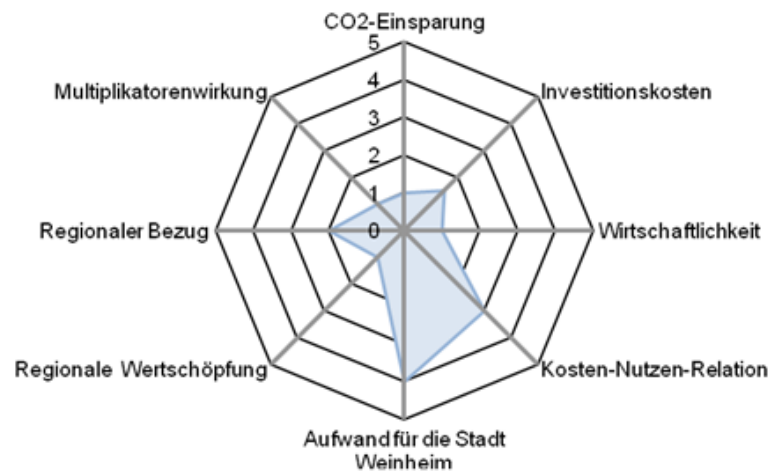 CO2-Einsparung
5
Multiplikatorenwirkung
4
Investitionskosten
3
2
1
Regionaler Bezug
0
Wirtschaftlichkeit
Regionale Wertschöpfung
Kosten-Nutzen-Relation
Aufwand für die Stadt
Weinheim